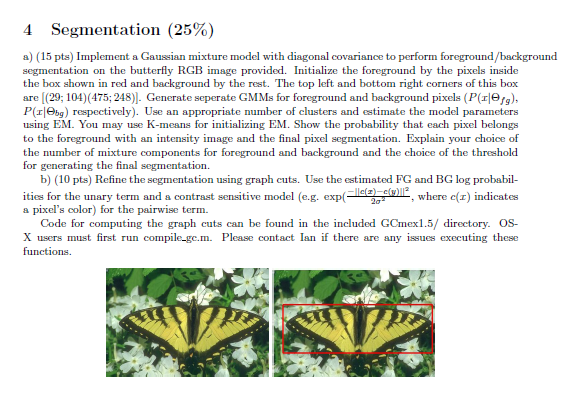 4 Segmentation (25%)
a) (15 pts) Implement a Gaussian mixture model with diagonal covariance to perform foreground/background
segmentation on the butterfly RGB image provided. Initialize the foreground by the pixels inside
the box shown in red and background by the rest. The top left and bottom right corners of this box
are [(29; 104)(475; 248)]. Generate seperate GMMs for foreground and background pixels (P(x|Θfg),
P(x|Θbg) respectively). Use an appropriate number of clusters and estimate the model parameters
using EM. You may use K-means for initializing EM. Show the probability that each pixel belongs
to the foreground with an intensity image and the final pixel segmentation. Explain your choice of
the number of mixture components for foreground and background and the choice of the threshold
for generating the final segmentation.
b) (10 pts) Refine the segmentation using graph cuts. Use the estimated FG and BG log probabil-
ities for the unary term and a contrast sensitive model (e.g. exp(−||c(x)−c(y)||²/2σ², where c(x) indicates
a pixel's color) for the pairwise term.
Code for computing the graph cuts can be found in the included GCmex1.5/ directory. OS-
X users must first run compile_gc.m. Please contact Ian if there are any issues executing these
functions.